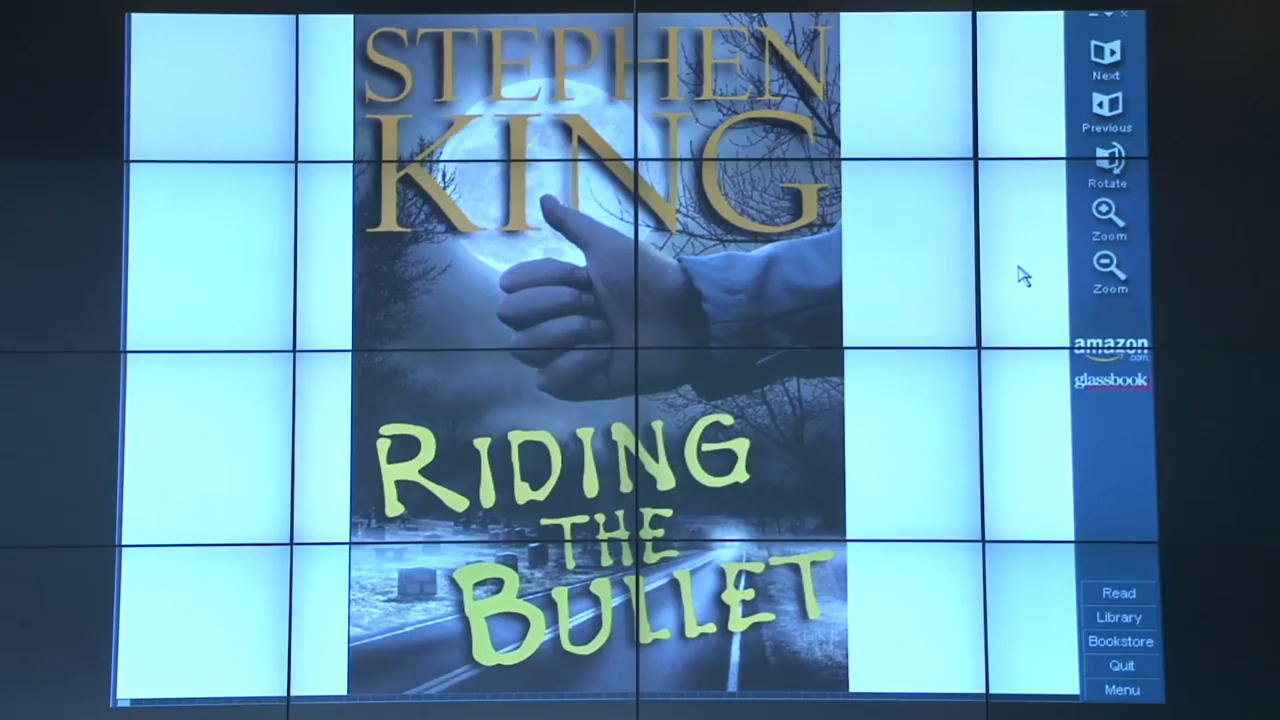 STEPHEN
KING
RIDING
THE
BULLET
Next
Previous
Rotate
Zoom
Zoom
amazon
.com.
glassbook
Read
Library
Bookstore
Quit
Menu